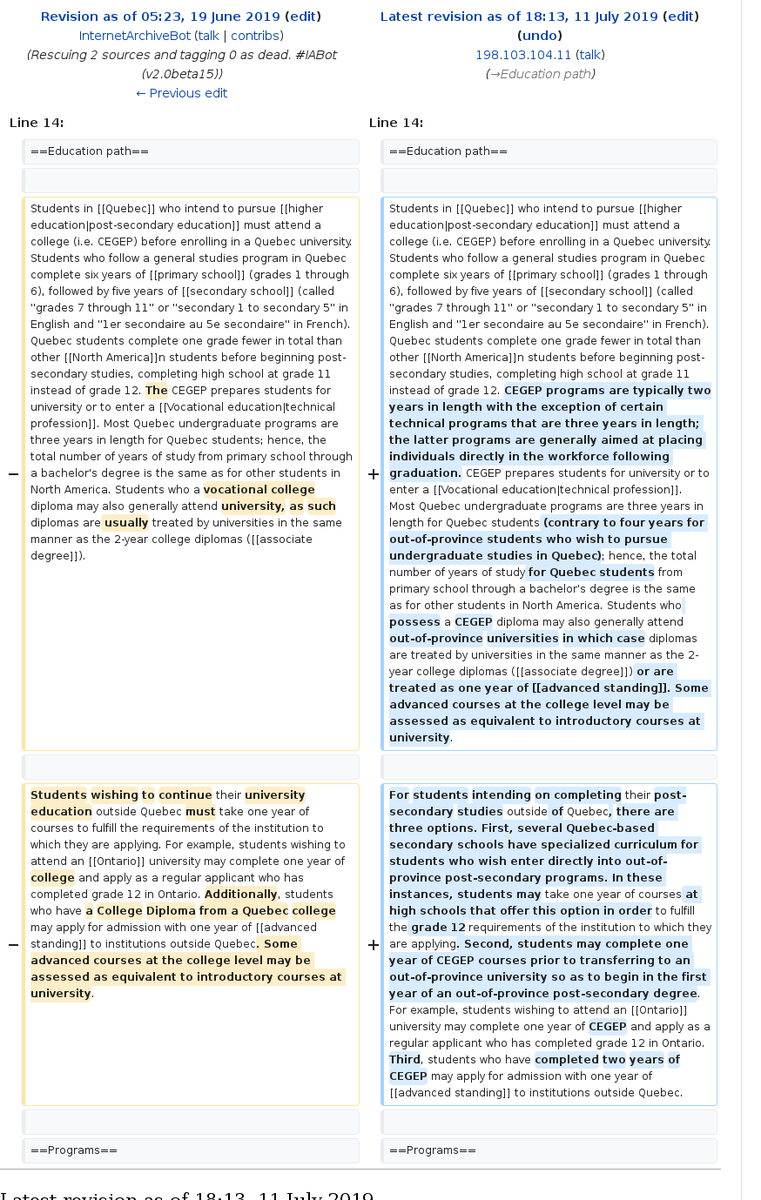 Revision as of 05:23, 19 June 2019 (edit)
InternetArchiveBot (talk | contribs)
(Rescuing 2 sources and tagging 0 as dead. #IABot
(v2.0beta15))
← Previous edit
Latest revision as of 18:13, 11 July 2019 (edit)
(undo)
198.103.104.11 (talk)
(→Education path)
Line 14:
Line 14:
==Education path==
==Education path==
−
Students in [[Quebec]] who intend to pursue [[higher
education|post-secondary education]] must attend a
college (i.e. CEGEP) before enrolling in a Quebec university.
Students who follow a general studies program in Quebec
complete six years of [[primary school]] (grades 1 through
6), followed by five years of [[secondary school]] (called
"grades 7 through 11" or "secondary 1 to secondary 5" in
English and "1er secondaire au 5e secondaire" in French).
Quebec students complete one grade fewer in total than
other [[North America]]n students before beginning post-
secondary studies, completing high school at grade 11
instead of grade 12. The CEGEP prepares students for
university or to enter a [[Vocational education|technical
profession]]. Most Quebec undergraduate programs are
three years in length for Quebec students; hence, the
total number of years of study from primary school through
a bachelor's degree is the same as for other students in
North America. Students who a vocational college
diploma may also generally attend university, as such
diplomas are usually treated by universities in the same
manner as the 2-year college diplomas ([[associate
degree]]).
+
Students in [[Quebec]] who intend to pursue [[higher
education|post-secondary education]] must attend a
college (i.e. CEGEP) before enrolling in a Quebec university.
Students who follow a general studies program in Quebec
complete six years of [[primary school]] (grades 1 through
6), followed by five years of [[secondary school]] (called
"grades 7 through 11" or "secondary 1 to secondary 5" in
English and "1er secondaire au 5e secondaire" in French).
Quebec students complete one grade fewer in total than
other [[North America]]n students before beginning post-
secondary studies, completing high school at grade 11
instead of grade 12. CEGEP programs are typically two
years in length with the exception of certain
technical programs that are three years in length;
the latter programs are generally aimed at placing
individuals directly in the workforce following
graduation. CEGEP prepares students for university or to
enter a [[Vocational education|technical profession]].
Most Quebec undergraduate programs are three years in
length for Quebec students (contrary to four years for
out-of-province students who wish to pursue
undergraduate studies in Quebec); hence, the total
number of years of study for Quebec students from
primary school through a bachelor's degree is the same
as for other students in North America. Students who
possess a CEGEP diploma may also generally attend
out-of-province universities in which case diplomas
are treated by universities in the same manner as the 2-
year college diplomas ([[associate degree]]) or are
treated as one year of [[advanced standing]]. Some
advanced courses at the college level may be
assessed as equivalent to introductory courses at
university.
−
Students wishing to continue their university
education outside Quebec must take one year of
courses to fulfill the requirements of the institution to
which they are applying. For example, students wishing to
attend an [[Ontario]] university may complete one year of
college and apply as a regular applicant who has
completed grade 12 in Ontario. Additionally, students
who have a College Diploma from a Quebec college
may apply for admission with one year of [[advanced
standing]] to institutions outside Quebec. Some
advanced courses at the college level may be
assessed as equivalent to introductory courses at
university.
+
For students intending on completing their post-
secondary studies outside of Quebec, there are
three options. First, several Quebec-based
secondary schools have specialized curriculum for
students who wish enter directly into out-of-
province post-secondary programs. In these
instances, students may take one year of courses at
high schools that offer this option in order to fulfill
the grade 12 requirements of the institution to which they
are applying. Second, students may complete one
year of CEGEP courses prior to transferring to an
out-of-province university so as to begin in the first
year of an out-of-province post-secondary degree.
For example, students wishing to attend an [[Ontario]]
university may complete one year of CEGEP and apply as a
regular applicant who has completed grade 12 in Ontario.
Third, students who have completed two years of
CEGEP may apply for admission with one year of
[[advanced standing]] to institutions outside Quebec.
==Programs==
==Programs==
Latest revision as of 18:13, 11 July 2019